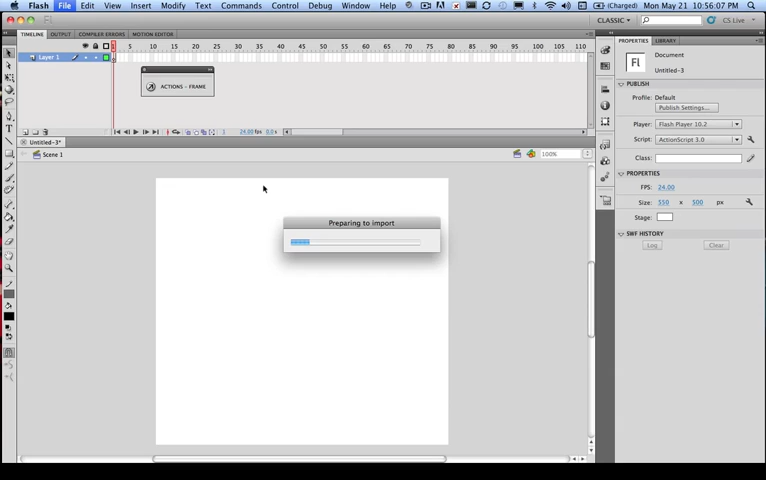 Flash File Edit View Insert Modify Text Commands Control Debug Window Help (Charged) Mon May 21 10:56:07 PM
Fl CLASSIC CS Live
TIMELINE OUTPUT COMPILER ERRORS MOTION EDITOR
1 5 10 15 20 25 30 35 40 45 50 55 60 65 70 75 80 85 90 95 100 105 110
Layer 1
ACTIONS - FRAME
1 24.00 fps 0.0 s
Untitled-3*
Scene 1 100%
Preparing to import
PROPERTIES LIBRARY
Fl
Document
Untitled-3
PUBLISH
Profile: Default
Publish Settings...
Player: Flash Player 10.2
Script: ActionScript 3.0
Class:
PROPERTIES
FPS: 24.00
Size: 550 x 500 px
Stage:
SWF HISTORY
Log Clear